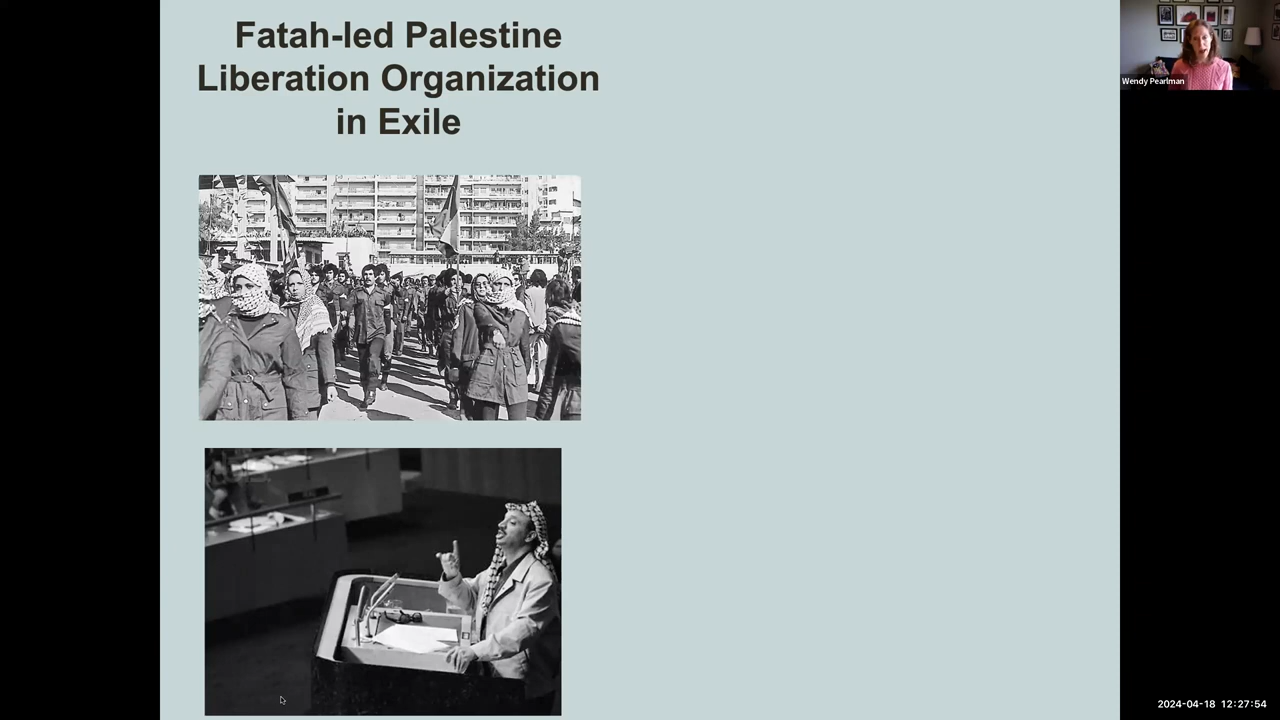 Fatah-led Palestine
Liberation Organization
in Exile
Wendy Pearlman
2024-04-18 12:27:54